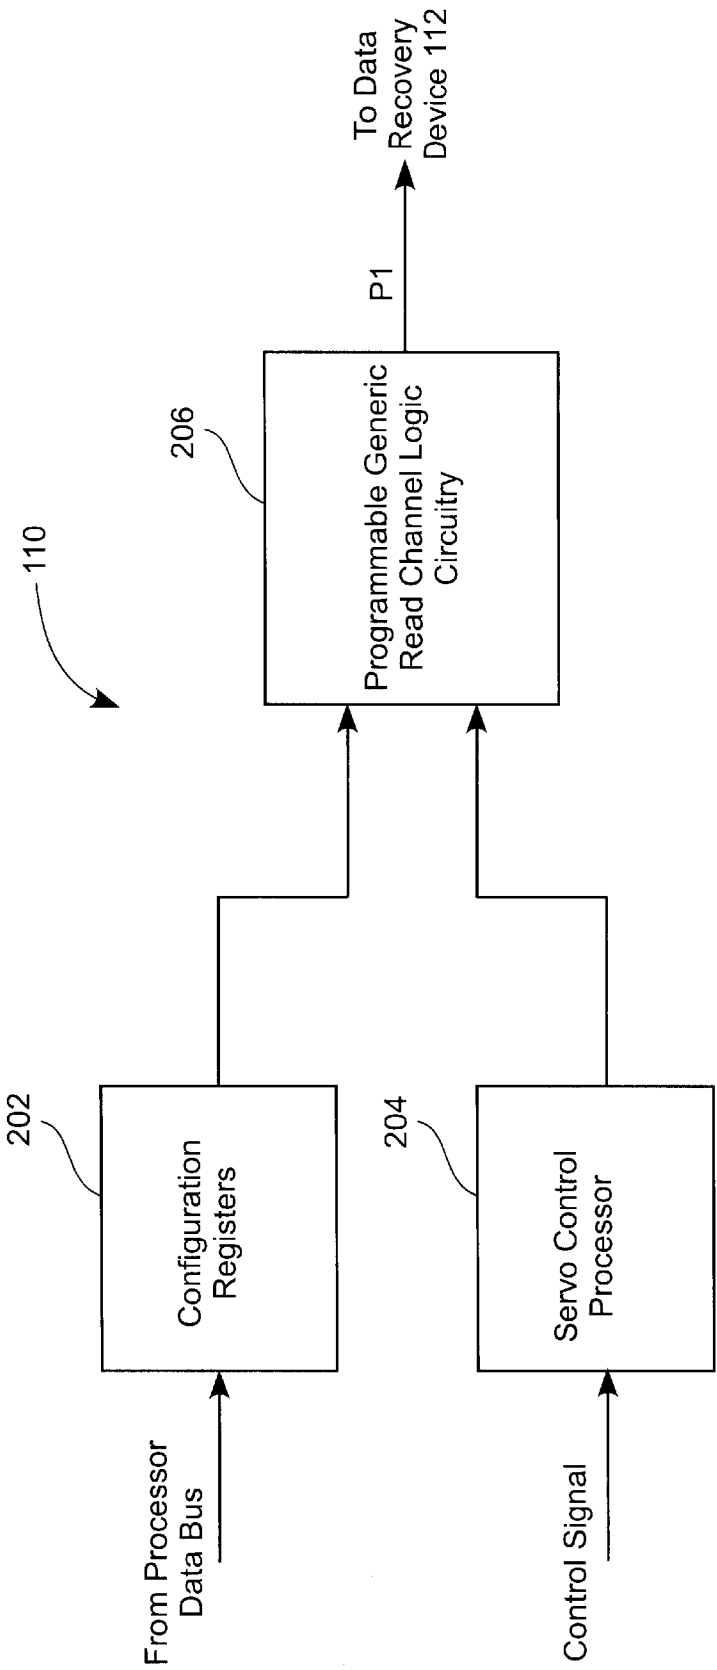 110
From Processor
Data Bus
202
Configuration
Registers
Control Signal
204
Servo Control
Processor
206
Programmable Generic
Read Channel Logic
Circuitry
P1
To Data
Recovery
Device 112